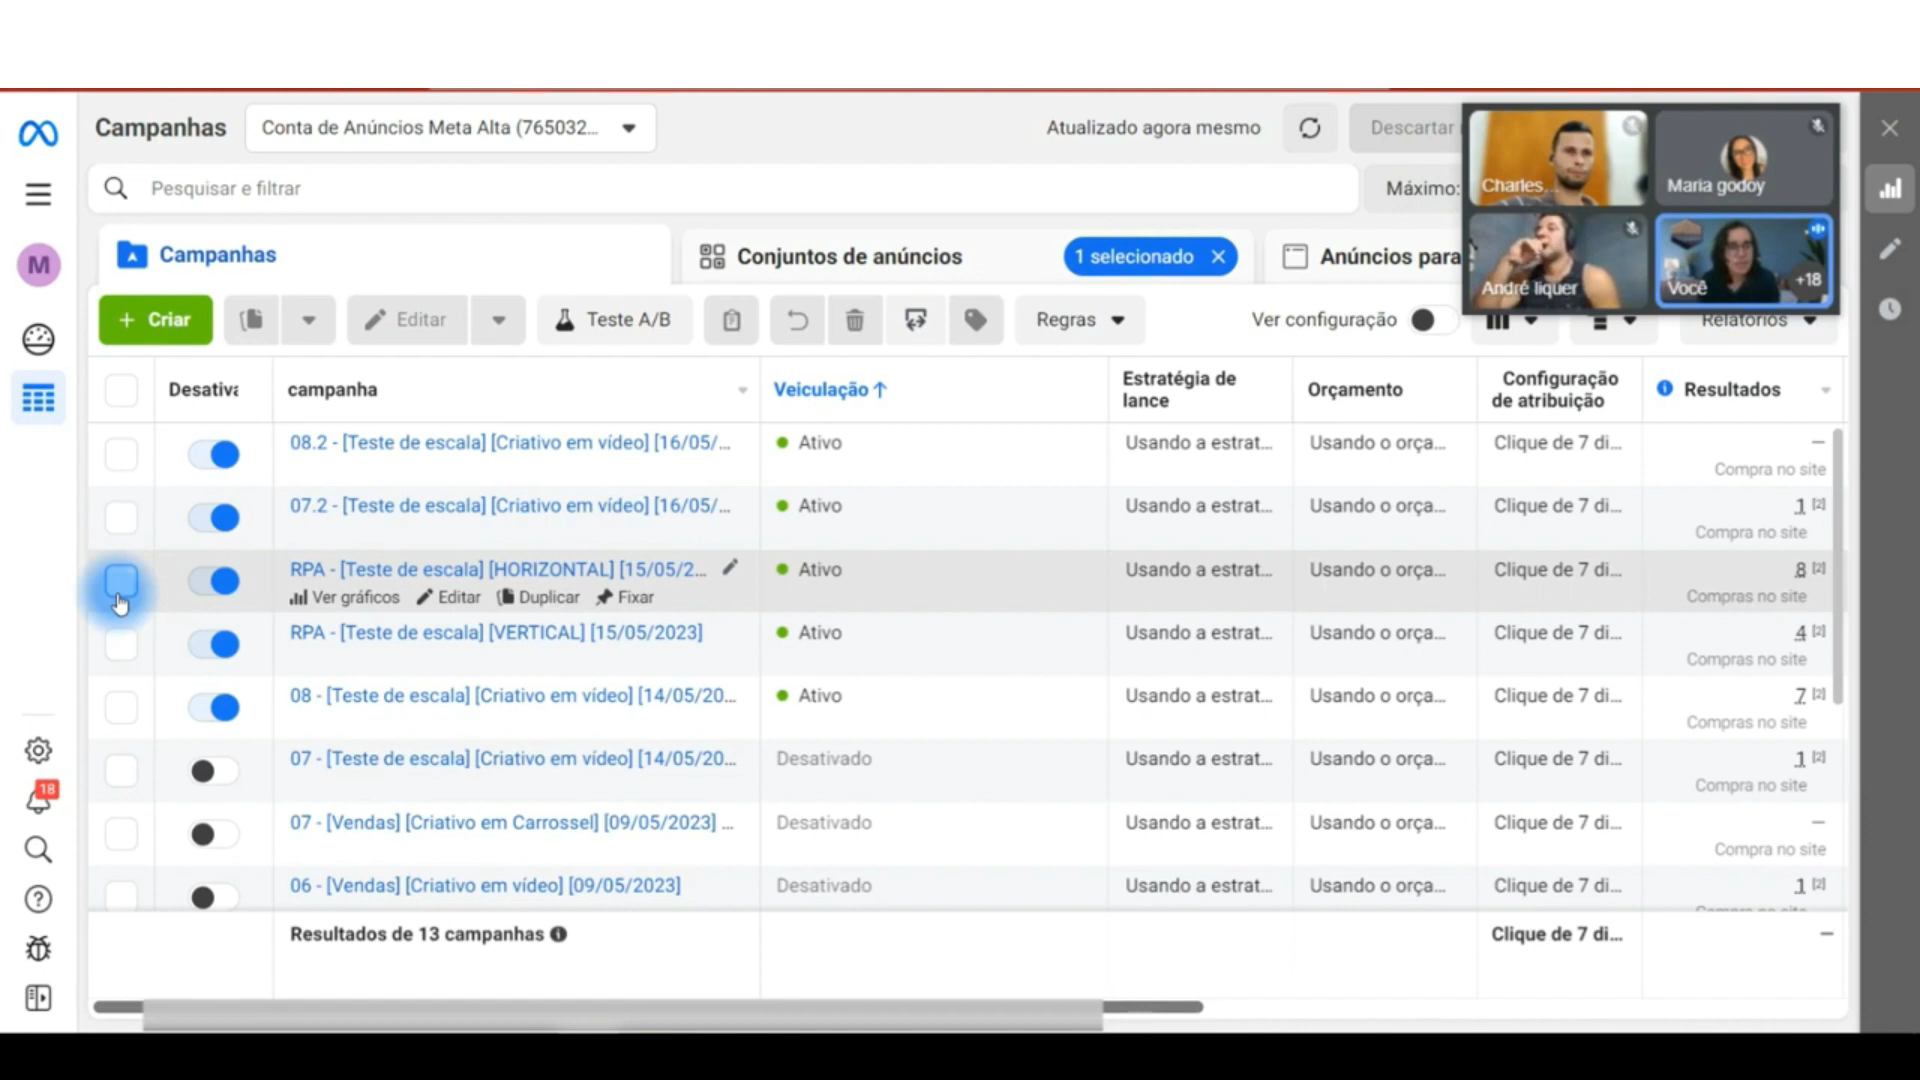 Campanhas
Conta de Anúncios Meta Alta (765032...
Atualizado agora mesmo
Descartar
Charles...
Maria godoy
Pesquisar e filtrar
Máximo:
Campanhas
Conjuntos de anúncios
1 selecionado
Anúncios para
André liquer
Você
+18
M
+ Criar
Editar
Teste A/B
Regras
Ver configuração
Relatórios
Desativa
campanha
Veiculação ↑
Estratégia de lance
Orçamento
Configuração de atribuição
Resultados
08.2 - [Teste de escala] [Criativo em vídeo] [16/05/...
Ativo
Usando a estrat...
Usando o orça...
Clique de 7 di...
—
Compra no site
07.2 - [Teste de escala] [Criativo em vídeo] [16/05/...
Ativo
Usando a estrat...
Usando o orça...
Clique de 7 di...
1 [2]
Compra no site
RPA - [Teste de escala] [HORIZONTAL] [15/05/2...
Ativo
Usando a estrat...
Usando o orça...
Clique de 7 di...
8 [2]
Ver gráficos
Editar
Duplicar
Fixar
Compras no site
RPA - [Teste de escala] [VERTICAL] [15/05/2023]
Ativo
Usando a estrat...
Usando o orça...
Clique de 7 di...
4 [2]
Compras no site
08 - [Teste de escala] [Criativo em vídeo] [14/05/20...
Ativo
Usando a estrat...
Usando o orça...
Clique de 7 di...
7 [2]
Compras no site
07 - [Teste de escala] [Criativo em vídeo] [14/05/20...
Desativado
Usando a estrat...
Usando o orça...
Clique de 7 di...
1 [2]
Compra no site
07 - [Vendas] [Criativo em Carrossel] [09/05/2023] ...
Desativado
Usando a estrat...
Usando o orça...
Clique de 7 di...
—
Compra no site
06 - [Vendas] [Criativo em vídeo] [09/05/2023]
Desativado
Usando a estrat...
Usando o orça...
Clique de 7 di...
1 [2]
18
Resultados de 13 campanhas
Clique de 7 di...
—